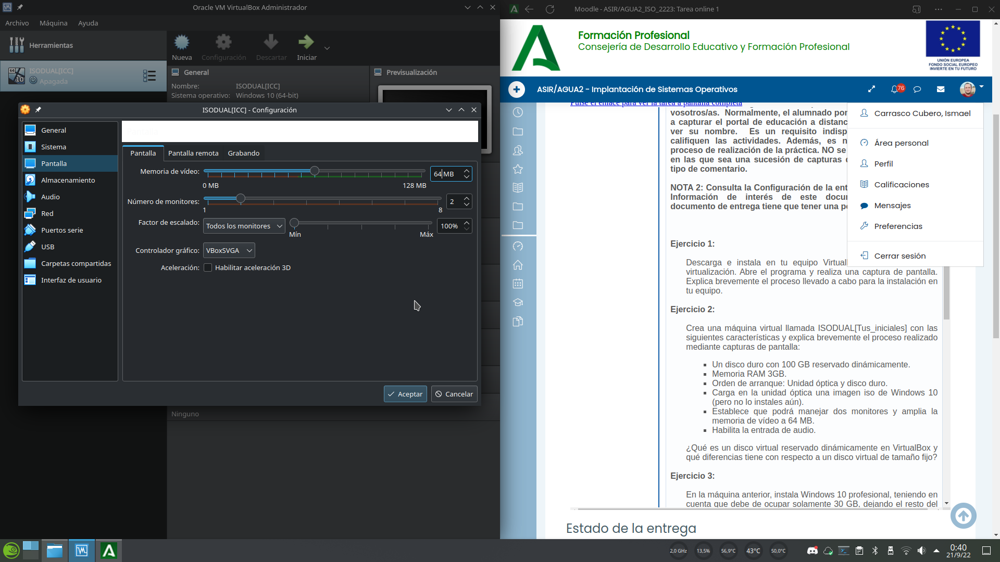 Oracle VM VirtualBox Administrador
Archivo Máquina Ayuda
Herramientas
Nueva Configuración Descartar Iniciar
ISODUAL[ICC]
Apagada
64
10
General
Nombre: ISODUAL[ICC]
Sistema operativo: Windows 10 (64-bit)
Previsualización
ISODUAL[ICC] - Configuración
General
Sistema
Pantalla
Almacenamiento
Audio
Red
Puertos serie
USB
Carpetas compartidas
Interfaz de usuario
Pantalla Pantalla remota Grabando
Memoria de vídeo: 64 MB
0 MB 128 MB
Número de monitores: 2
1 8
Factor de escalado: Todos los monitores 100%
Mín Máx
Controlador gráfico: VBoxSVGA
Aceleración: Habilitar aceleración 3D
Aceptar Cancelar
Ninguno
Moodle - ASIR/AGUA2_ISO_2223: Tarea online 1
Formación Profesional
Consejería de Desarrollo Educativo y Formación Profesional
UNIÓN EUROPEA
FONDO SOCIAL EUROPEO
INVIERTE EN TU FUTURO
ASIR/AGUA2 - Implantación de Sistemas Operativos
76
Pulse el enlace para ver la tarea a pantalla completa
vosotros/as. Normalmente, el alumnado por
a capturar el portal de educación a distanc
ver su nombre. Es un requisito indisp
califiquen las actividades. Además, es n
proceso de realización de la práctica. NO se
en las que sea una sucesión de capturas
tipo de comentario.
NOTA 2: Consulta la Configuración de la ent
Información de interés de este docu
documento de entrega tiene que tener una p
Carrasco Cubero, Ismael
Área personal
Perfil
Calificaciones
Mensajes
Preferencias
Cerrar sesión
Ejercicio 1:
Descarga e instala en tu equipo Virtual
virtualización. Abre el programa y realiza una captura de pantalla.
Explica brevemente el proceso llevado a cabo para la instalación en
tu equipo.
Ejercicio 2:
Crea una máquina virtual llamada ISODUAL[Tus_iniciales] con las
siguientes características y explica brevemente el proceso realizado
mediante capturas de pantalla:
Un disco duro con 100 GB reservado dinámicamente.
Memoria RAM 3GB.
Orden de arranque: Unidad óptica y disco duro.
Carga en la unidad óptica una imagen iso de Windows 10
(pero no lo instales aún).
Establece que podrá manejar dos monitores y amplia la
memoria de vídeo a 64 MB.
Habilita la entrada de audio.
¿Qué es un disco virtual reservado dinámicamente en VirtualBox y
qué diferencias tiene con respecto a un disco virtual de tamaño fijo?
Ejercicio 3:
En la máquina anterior, instala Windows 10 profesional, teniendo en
cuenta que debe de ocupar solamente 30 GB, dejando el resto del
Estado de la entrega
2,0 GHz 13,5% 56,9°C 43°C 50,0°C
0:40
21/9/22